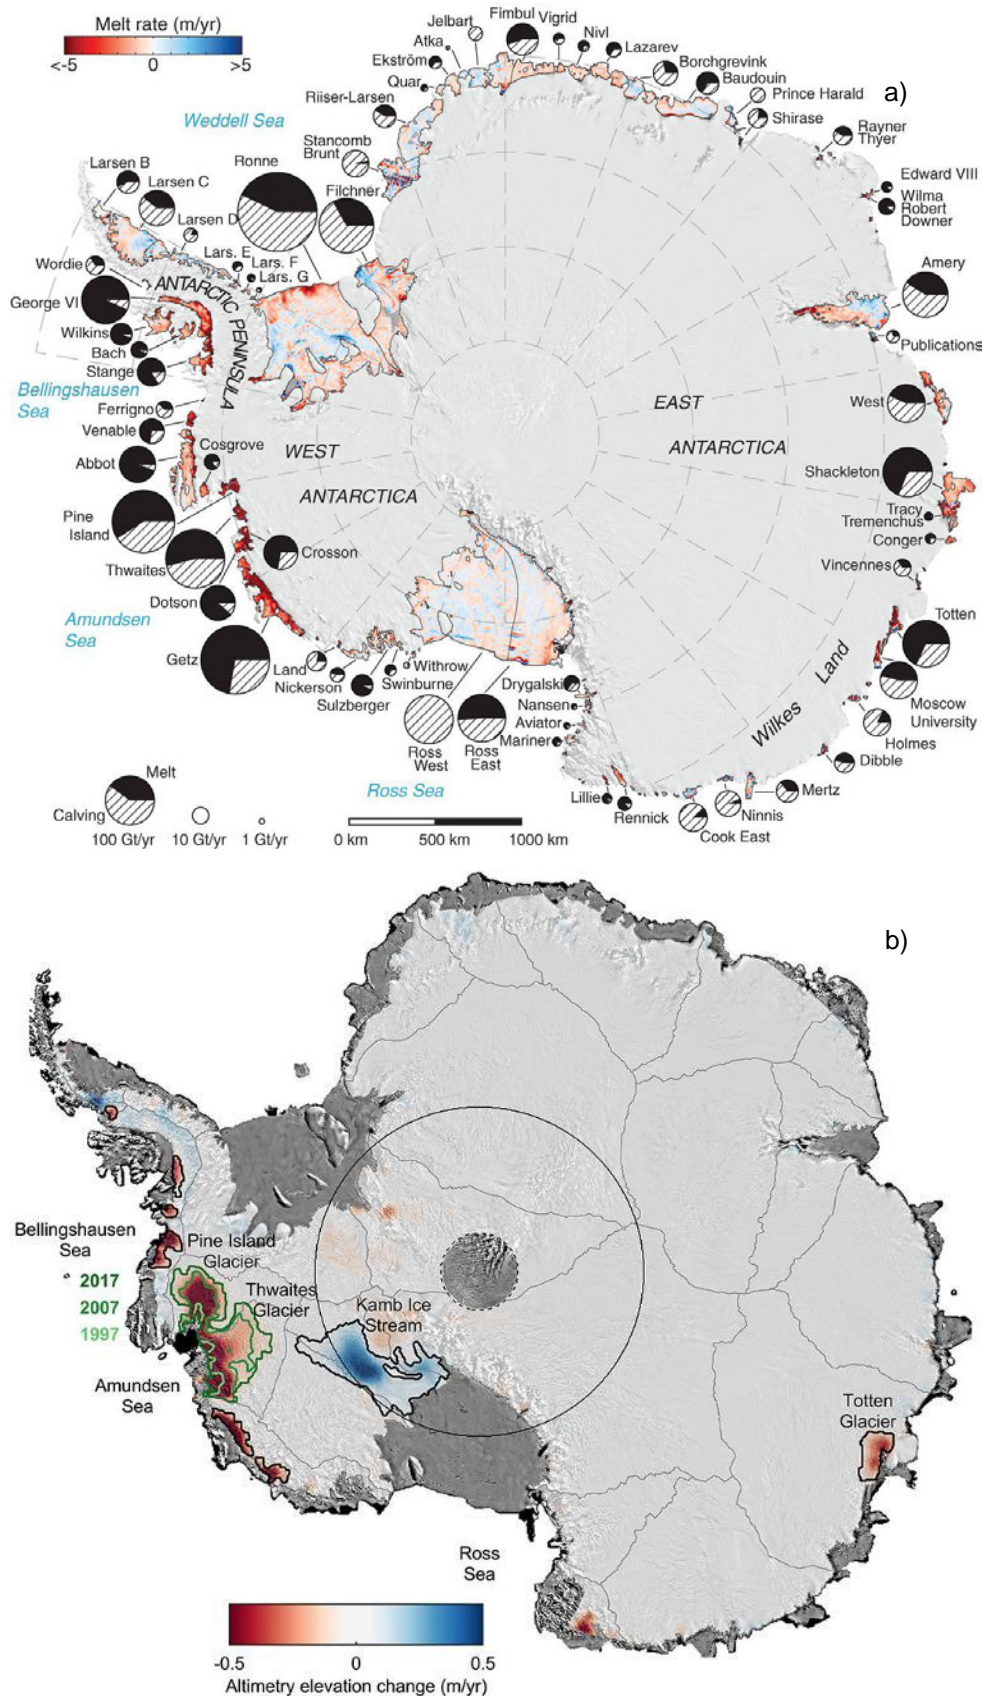 Melt rate (m/yr)
<-5
0
>5
a)
Weddell Sea
Jelbart
Atka
Ekström
Quar
Riiser-Larsen
Stancomb
Brunt
Fimbul
Vigrid
Nivl
Lazarev
Borchgrevink
Baudouin
Prince Harald
Shirase
Rayner
Thyer
Edward VIII
Wilma
Robert
Downer
Larsen B
Larsen C
Larsen D
Ronne
Filchner
Lars. E
Lars. F
Lars. G
Wordie
George VI
Wilkins
Bach
Stange
ANTARCTIC PENINSULA
Amery
Publications
Bellingshausen
Sea
Ferrigno
Venable
Abbot
Cosgrove
WEST
ANTARCTICA
EAST
ANTARCTICA
West
Shackleton
Tracy
Tremenchus
Conger
Vincennes
Pine
Island
Thwaites
Crosson
Dotson
Amundsen
Sea
Getz
Land
Nickerson
Sulzberger
Withrow
Swinburne
Ross
West
Ross
East
Drygalski
Nansen
Aviator
Mariner
Totten
Moscow
University
Holmes
Dibble
Wilkes Land
Mertz
Ninnis
Cook East
Rennick
Lillie
Ross Sea
Melt
Calving
100 Gt/yr
10 Gt/yr
1 Gt/yr
0 km
500 km
1000 km
b)
Bellingshausen
Sea
Pine Island
Glacier
2017
2007
1997
Thwaites
Glacier
Kamb Ice
Stream
Amundsen
Sea
Totten
Glacier
Ross
Sea
-0.5
0
0.5
Altimetry elevation change (m/yr)